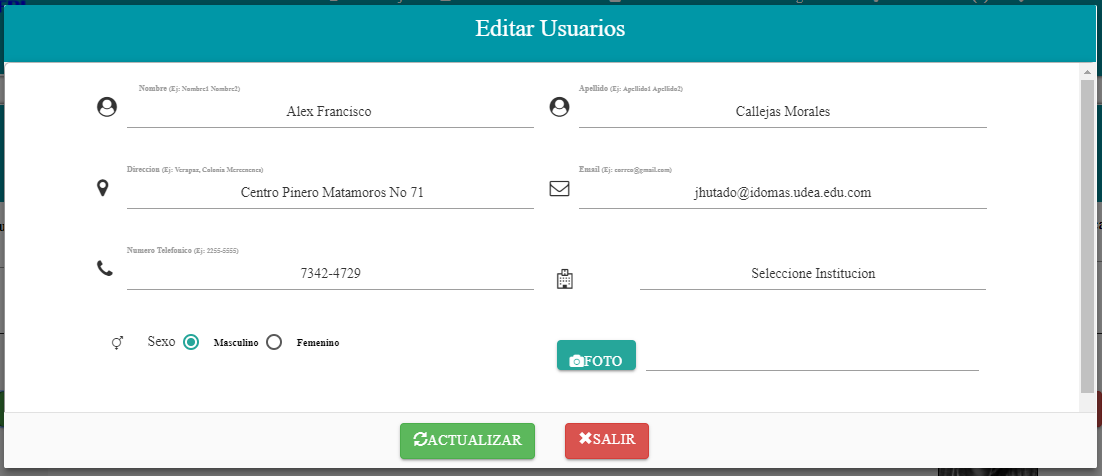 Editar Usuarios
Nombre (Ej: Nombre1 Nombre2)
Alex Francisco
Apellido (Ej: Apellido1 Apellido2)
Callejas Morales
Direccion (Ej: Verapaz, Colonia Mercenenes)
Centro Pinero Matamoros No 71
Email (Ej: correo@gmail.com)
jhutado@idomas.udea.edu.com
Numero Telefonico (Ej: 2255-5555)
7342-4729
Seleccione Institucion
Sexo Masculino Femenino
FOTO
ACTUALIZAR
SALIR